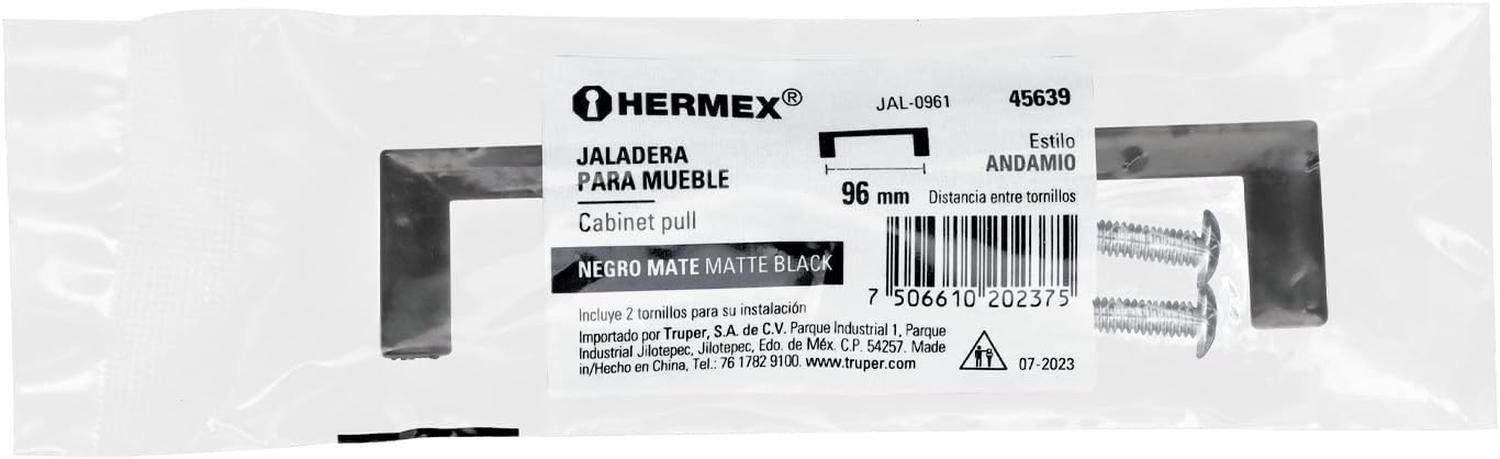 HERMEX®
JAL-0961
45639
JALADERA
PARA MUEBLE
Cabinet pull
96 mm
Estilo
ANDAMIO
Distancia entre tornillos
NEGRO MATE MATTE BLACK
7 506610 202375
Incluye 2 tornillos para su instalación
Importado por Truper, S.A. de C.V. Parque Industrial 1, Parque
Industrial Jilotepec, Jilotepec, Edo. de Méx. C.P. 54257. Made
in/Hecho en China, Tel.: 76 1782 9100. www.truper.com
07-2023